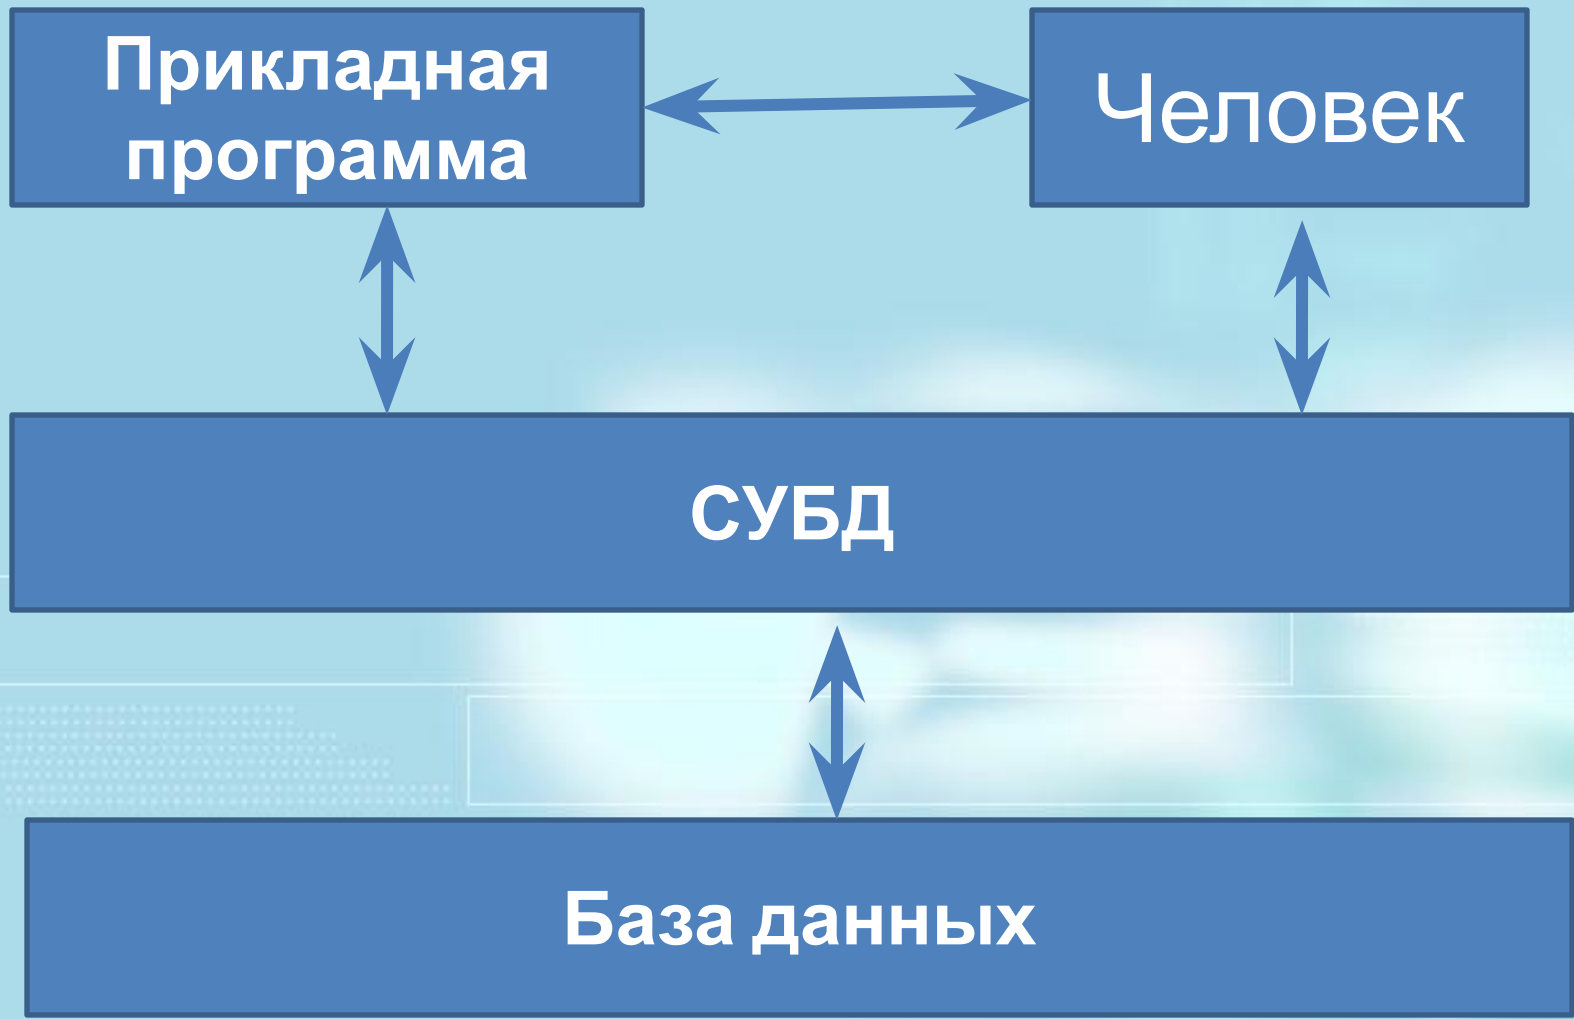 Прикладная
программа
Человек
СУБД
База данных